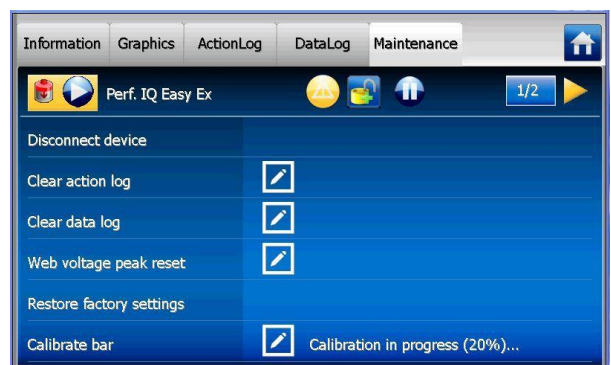 Information Graphics ActionLog DataLog Maintenance
Perf. IQ Easy Ex 1/2
Disconnect device
Clear action log
Clear data log
Web voltage peak reset
Restore factory settings
Calibrate bar Calibration in progress (20%)...